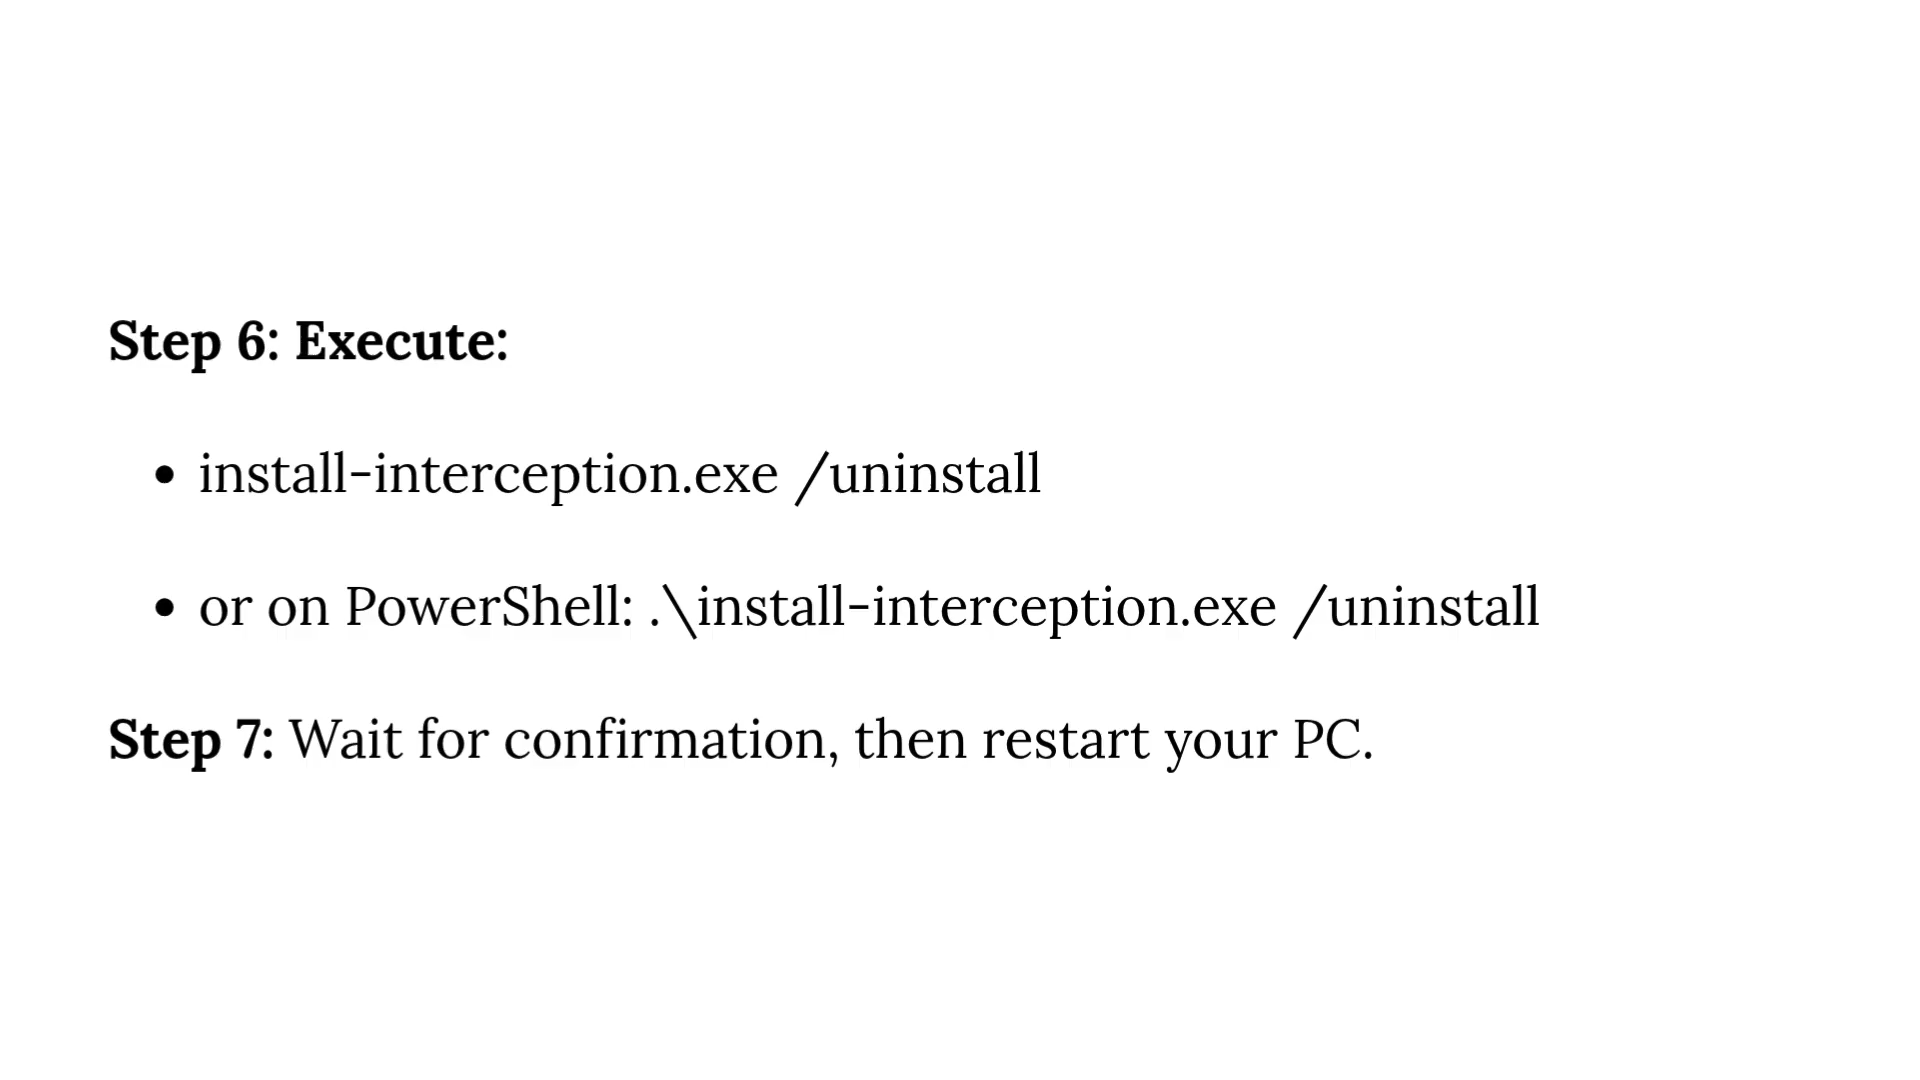 Step 6: Execute:
• install-interception.exe /uninstall
• or on PowerShell: .\install-interception.exe /uninstall
Step 7: Wait for confirmation, then restart your PC.